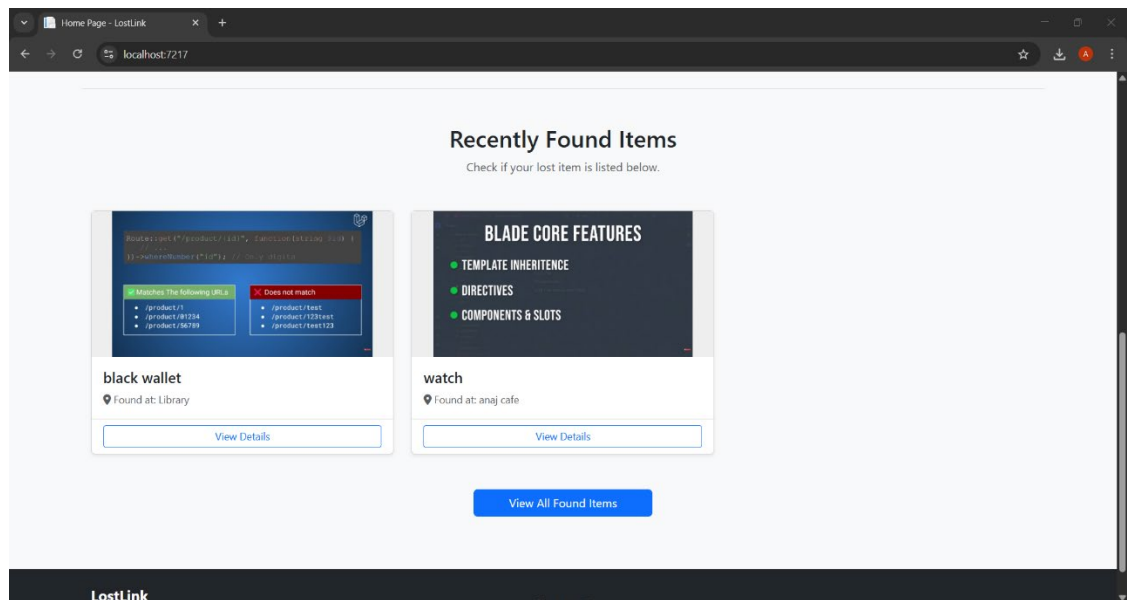 Home Page - LostLink
localhost:7217
A
Recently Found Items
Check if your lost item is listed below.
Route::get("/product/{id}", function(string $id) {
// ...
})->whereNumber("id"); // Only digits
Matches The following URLs
/product/1
/product/01234
/product/56789
Does not match
/product/test
/product/123test
/product/test123
black wallet
Found at: Library
View Details
BLADE CORE FEATURES
TEMPLATE INHERITENCE
DIRECTIVES
COMPONENTS & SLOTS
watch
Found at: anaj cafe
View Details
View All Found Items
LostLink